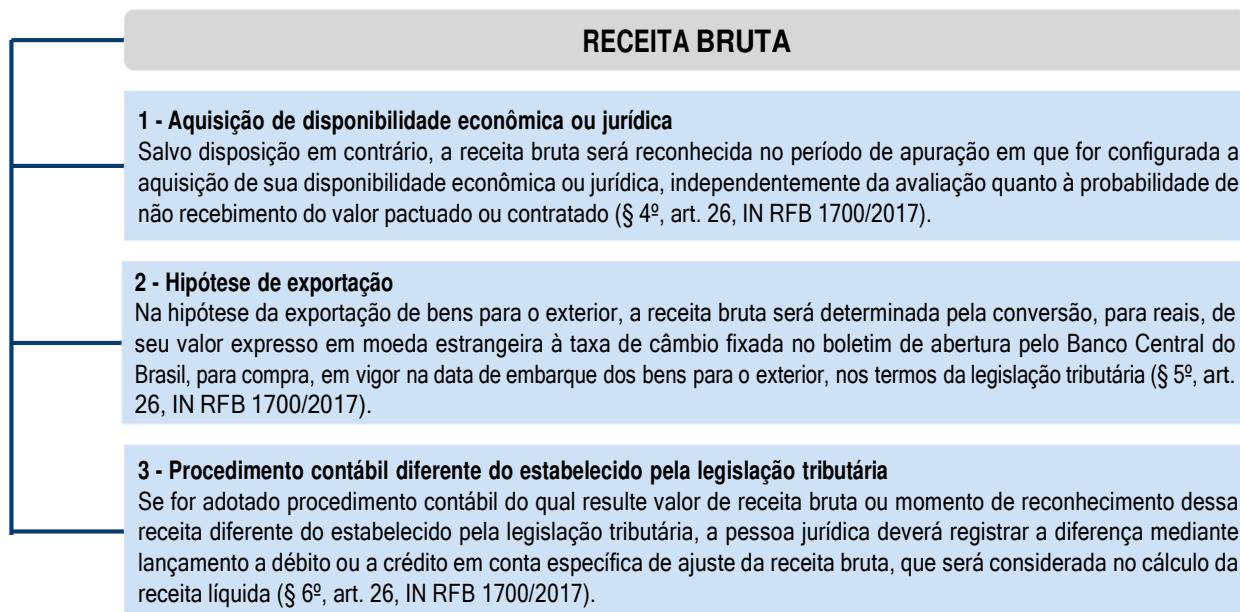 RECEITA BRUTA
1 - Aquisição de disponibilidade econômica ou jurídica
Salvo disposição em contrário, a receita bruta será reconhecida no período de apuração em que for configurada a
aquisição de sua disponibilidade econômica ou jurídica, independentemente da avaliação quanto à probabilidade de
não recebimento do valor pactuado ou contratado (§ 4º, art. 26, IN RFB 1700/2017).
2 - Hipótese de exportação
Na hipótese da exportação de bens para o exterior, a receita bruta será determinada pela conversão, para reais, de
seu valor expresso em moeda estrangeira à taxa de câmbio fixada no boletim de abertura pelo Banco Central do
Brasil, para compra, em vigor na data de embarque dos bens para o exterior, nos termos da legislação tributária (§ 5º, art.
26, IN RFB 1700/2017).
3 - Procedimento contábil diferente do estabelecido pela legislação tributária
Se for adotado procedimento contábil do qual resulte valor de receita bruta ou momento de reconhecimento dessa
receita diferente do estabelecido pela legislação tributária, a pessoa jurídica deverá registrar a diferença mediante
lançamento a débito ou a crédito em conta específica de ajuste da receita bruta, que será considerada no cálculo da
receita líquida (§ 6º, art. 26, IN RFB 1700/2017).